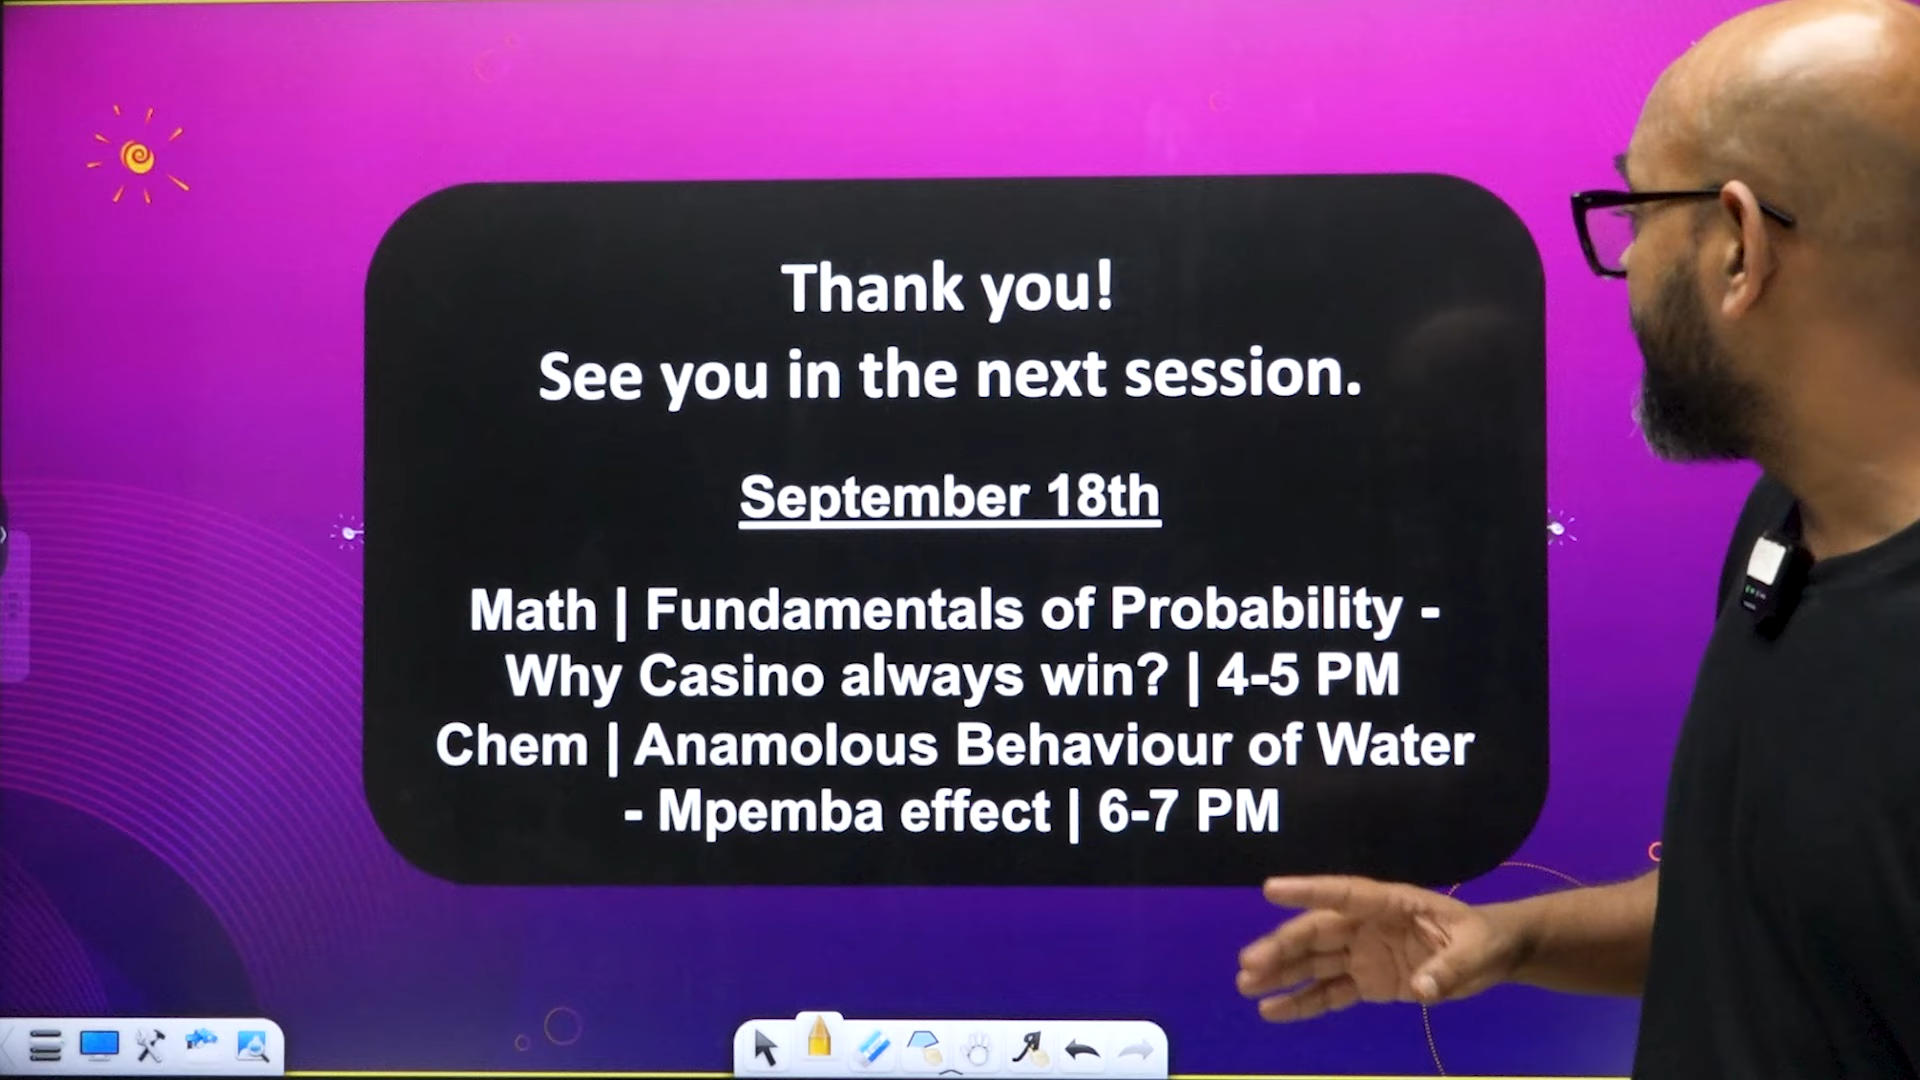 Thank you!
See you in the next session.
September 18th
Math | Fundamentals of Probability -
Why Casino always win? | 4-5 PM
Chem | Anamolous Behaviour of Water
- Mpemba effect | 6-7 PM